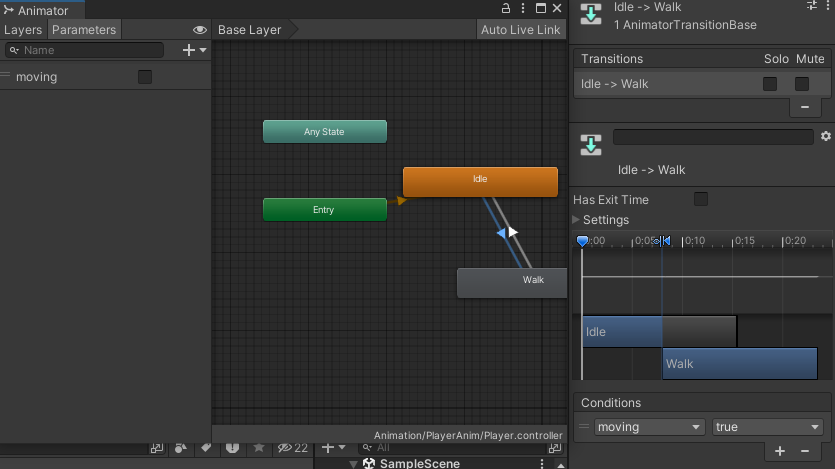 Animator
Layers
Parameters
Base Layer
Auto Live Link
Name
moving
Any State
Idle
Entry
Walk
Animation/PlayerAnim/Player.controller
22
All
SampleScene
Idle -> Walk
1 AnimatorTransitionBase
Transitions Solo Mute
Idle -> Walk
Idle -> Walk
Has Exit Time
Settings
0:00 0:05 0:10 0:15 0:20
Idle
Walk
Conditions
moving true